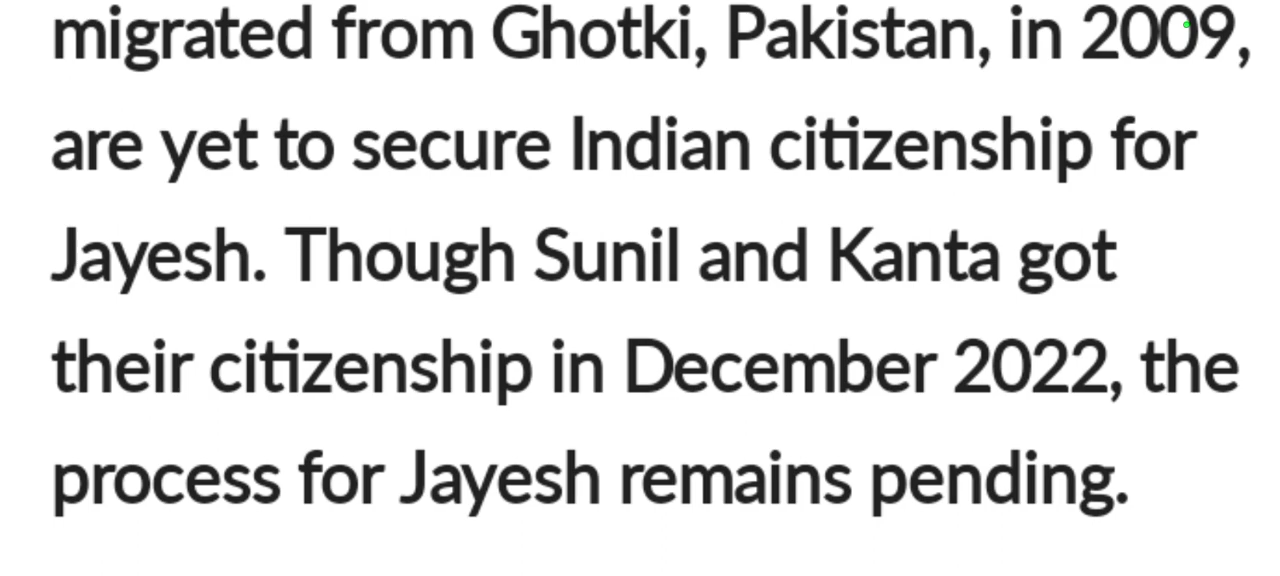 migrated from Ghotki, Pakistan, in 2009,
are yet to secure Indian citizenship for
Jayesh. Though Sunil and Kanta got
their citizenship in December 2022, the
process for Jayesh remains pending.